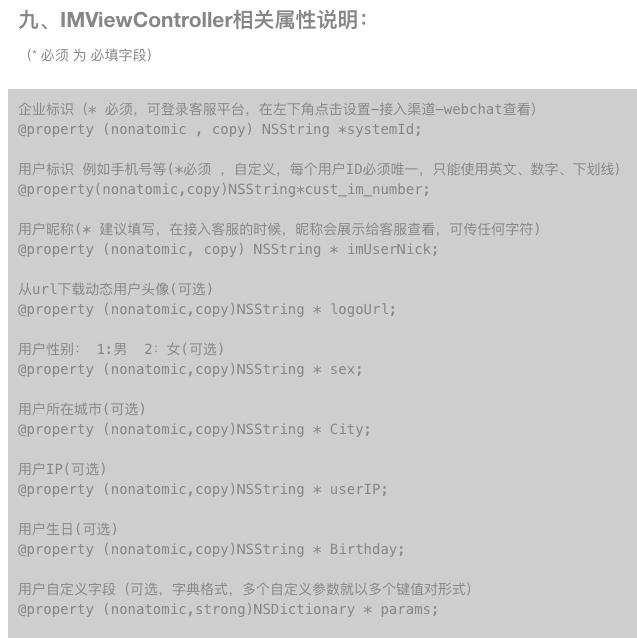 九、IMViewController相关属性说明：
（* 必须 为 必填字段）
企业标识（* 必须，可登录客服平台，在左下角点击设置-接入渠道-webchat查看）
@property (nonatomic , copy) NSString *systemId;
用户标识 例如手机号等(*必须 ，自定义，每个用户ID必须唯一，只能使用英文、数字、下划线)
@property(nonatomic,copy)NSString*cust_im_number;
用户昵称(* 建议填写，在接入客服的时候，昵称会展示给客服查看，可传任何字符)
@property (nonatomic, copy) NSString * imUserNick;
从url下载动态用户头像(可选)
@property (nonatomic,copy)NSString * logoUrl;
用户性别： 1:男  2：女(可选)
@property (nonatomic,copy)NSString * sex;
用户所在城市(可选)
@property (nonatomic,copy)NSString * City;
用户IP(可选)
@property (nonatomic,copy)NSString * userIP;
用户生日(可选)
@property (nonatomic,copy)NSString * Birthday;
用户自定义字段（可选，字典格式，多个自定义参数就以多个键值对形式）
@property (nonatomic,strong)NSDictionary * params;